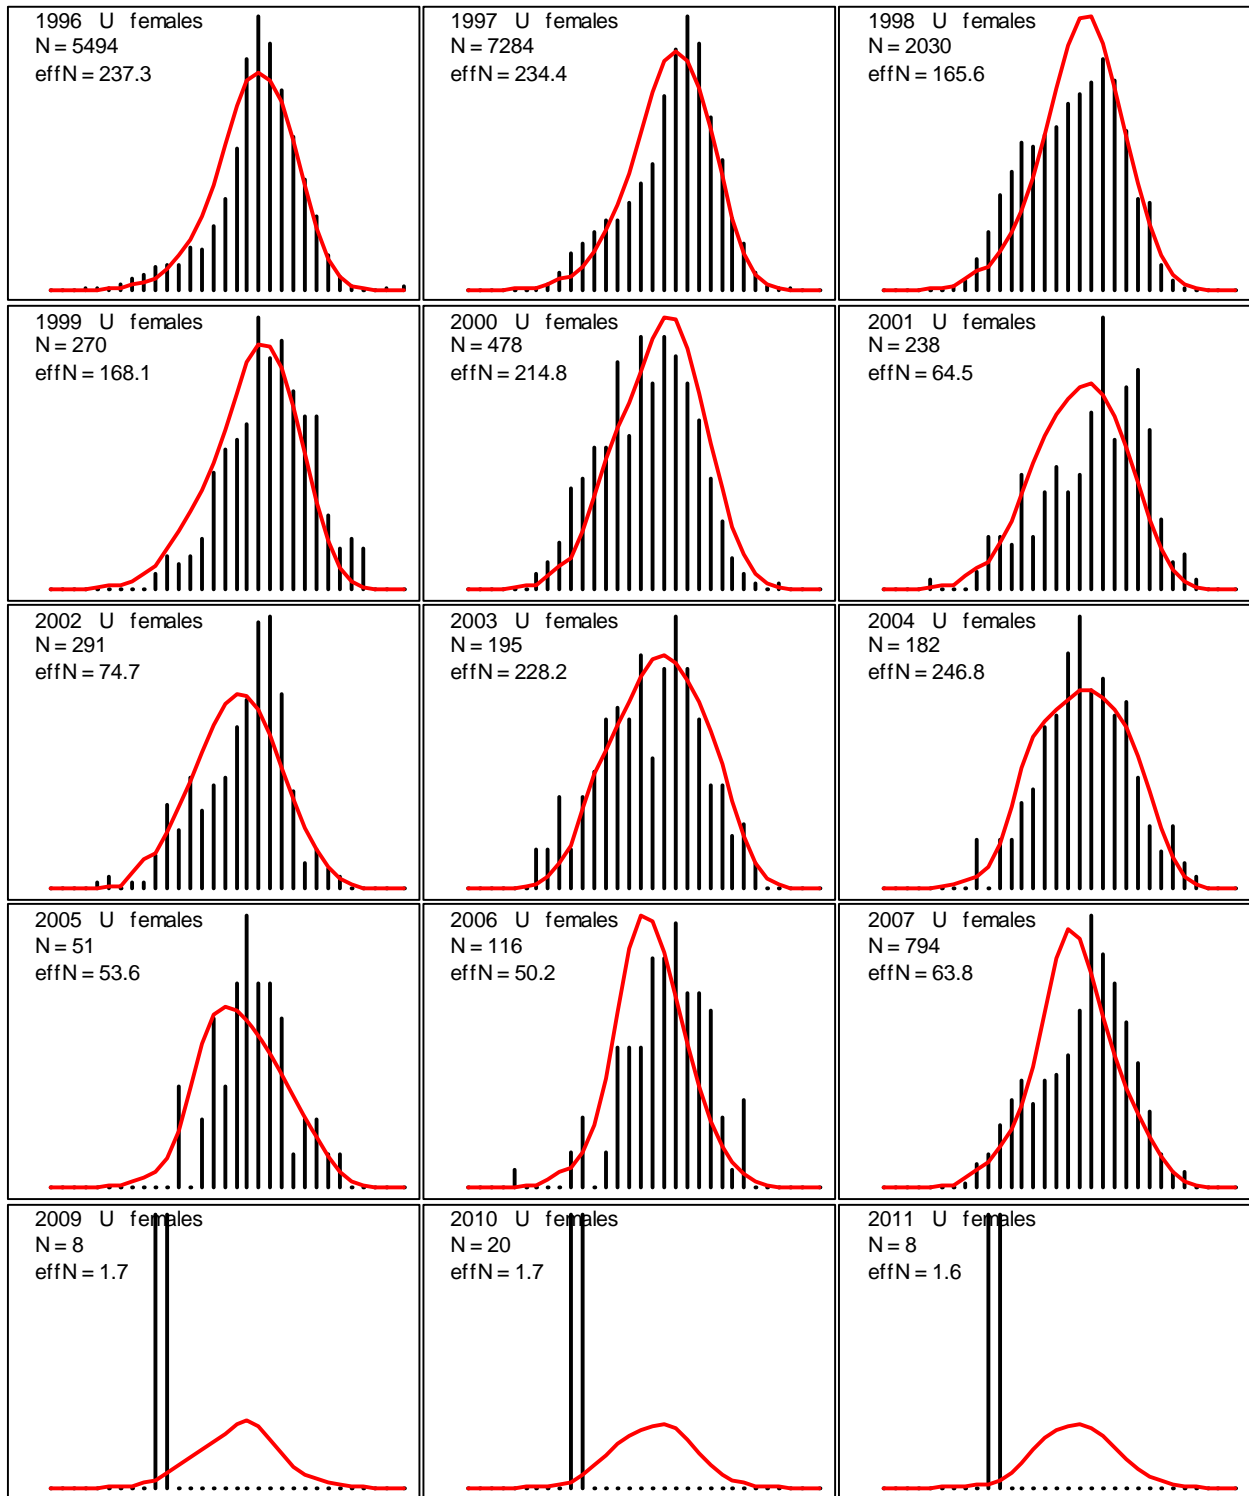 1996 U females
N = 5494
effN = 237.3
1997 U females
N = 7284
effN = 234.4
1998 U females
N = 2030
effN = 165.6
1999 U females
N = 270
effN = 168.1
2000 U females
N = 478
effN = 214.8
2001 U females
N = 238
effN = 64.5
2002 U females
N = 291
effN = 74.7
2003 U females
N = 195
effN = 228.2
2004 U females
N = 182
effN = 246.8
2005 U females
N = 51
effN = 53.6
2006 U females
N = 116
effN = 50.2
2007 U females
N = 794
effN = 63.8
2009 U females
N = 8
effN = 1.7
2010 U females
N = 20
effN = 1.7
2011 U females
N = 8
effN = 1.6